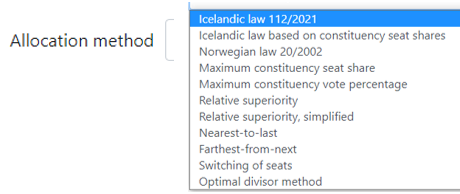 Allocation method
Icelandic law 112/2021
Icelandic law based on constituency seat shares
Norwegian law 20/2002
Maximum constituency seat share
Maximum constituency vote percentage
Relative superiority
Relative superiority, simplified
Nearest-to-last
Farthest-from-next
Switching of seats
Optimal divisor method